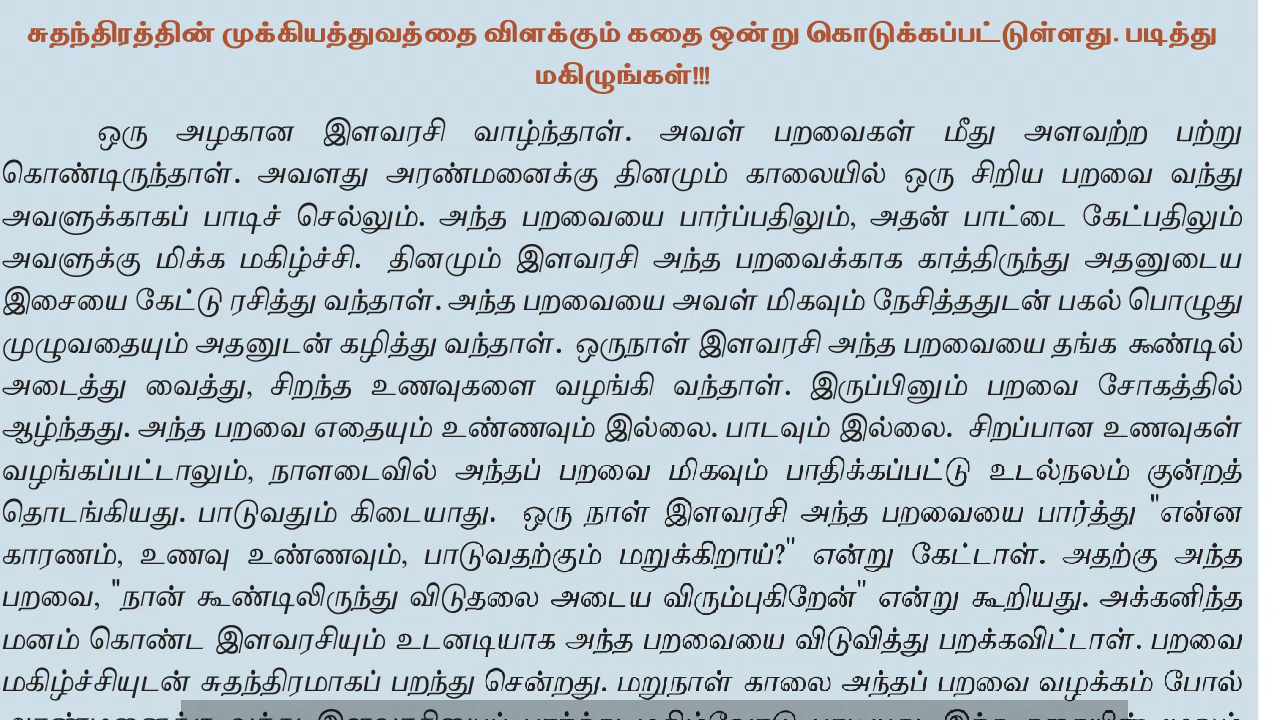 சுதந்திரத்தின் முக்கியத்துவத்தை விளக்கும் கதை ஒன்று கொடுக்கப்பட்டுள்ளது. படித்து
மகிழுங்கள்!!!
ஒரு அழகான இளவரசி வாழ்ந்தாள். அவள் பறவைகள் மீது அளவற்ற பற்று
கொண்டிருந்தாள். அவளது அரண்மனைக்கு தினமும் காலையில் ஒரு சிறிய பறவை வந்து
அவளுக்காகப் பாடிச் செல்லும். அந்த பறவையை பார்ப்பதிலும், அதன் பாட்டை கேட்பதிலும்
அவளுக்கு மிக்க மகிழ்ச்சி. தினமும் இளவரசி அந்த பறவைக்காக காத்திருந்து அதனுடைய
இசையை கேட்டு ரசித்து வந்தாள். அந்த பறவையை அவள் மிகவும் நேசித்ததுடன் பகல் பொழுது
முழுவதையும் அதனுடன் கழித்து வந்தாள். ஒருநாள் இளவரசி அந்த பறவையை தங்க கூண்டில்
அடைத்து வைத்து, சிறந்த உணவுகளை வழங்கி வந்தாள். இருப்பினும் பறவை சோகத்தில்
ஆழ்ந்தது. அந்த பறவை எதையும் உண்ணவும் இல்லை. பாடவும் இல்லை. சிறப்பான உணவுகள்
வழங்கப்பட்டாலும், நாளடைவில் அந்தப் பறவை மிகவும் பாதிக்கப்பட்டு உடல்நலம் குன்றத்
தொடங்கியது. பாடுவதும் கிடையாது. ஒரு நாள் இளவரசி அந்த பறவையை பார்த்து "என்ன
காரணம், உணவு உண்ணவும், பாடுவதற்கும் மறுக்கிறாய்?" என்று கேட்டாள். அதற்கு அந்த
பறவை, "நான் கூண்டிலிருந்து விடுதலை அடைய விரும்புகிறேன்" என்று கூறியது. அக்கனிந்த
மனம் கொண்ட இளவரசியும் உடனடியாக அந்த பறவையை விடுவித்து பறக்கவிட்டாள். பறவை
மகிழ்ச்சியுடன் சுதந்திரமாகப் பறந்து சென்றது. மறுநாள் காலை அந்தப் பறவை வழக்கம் போல்